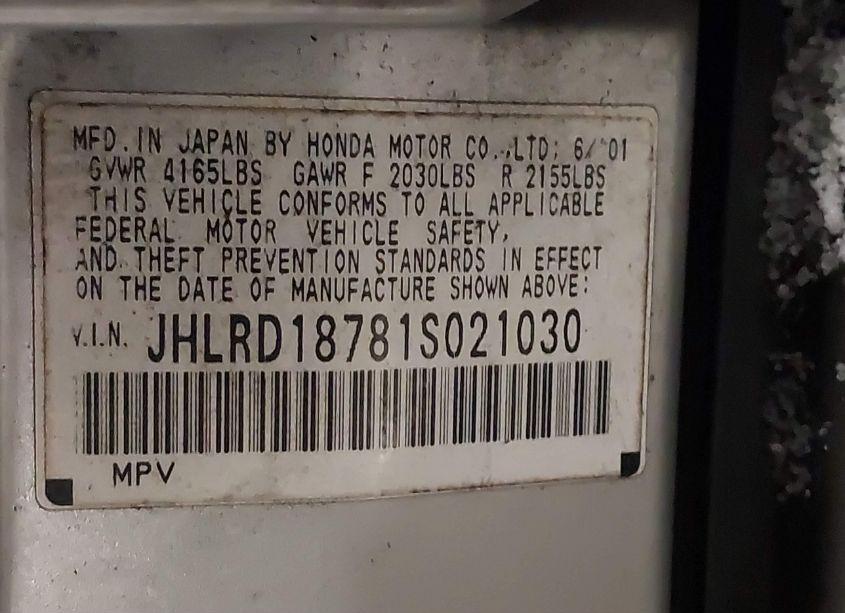 MFD. IN JAPAN BY HONDA MOTOR CO.,LTD; 6/'01
GVWR 4165LBS GAWR F 2030LBS R 2155LBS
THIS VEHICLE CONFORMS TO ALL APPLICABLE
FEDERAL MOTOR VEHICLE SAFETY,
AND THEFT PREVENTION STANDARDS IN EFFECT
ON THE DATE OF MANUFACTURE SHOWN ABOVE:
V.I.N. JHLRD18781S021030
MPV